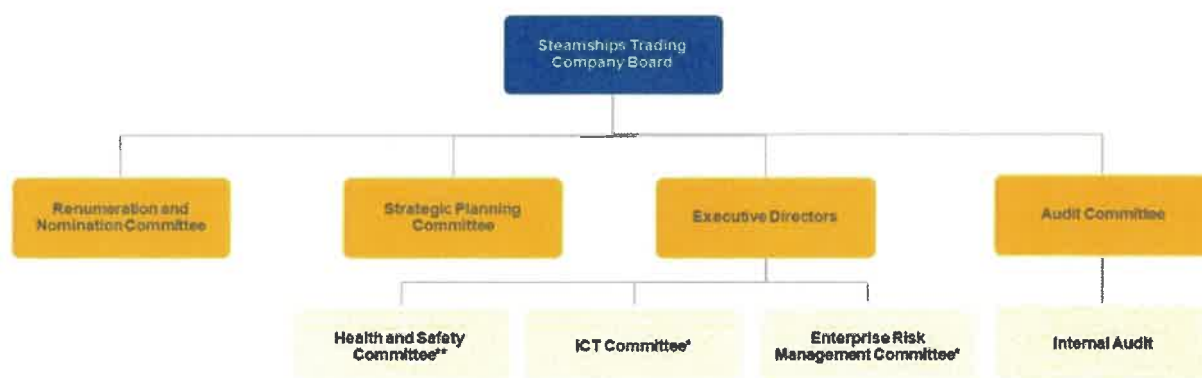 Steamships Trading
Company Board
Renumeration and
Nomination Committee
Strategic Planning
Committee
Executive Directors
Audit Committee
Health and Safety
Committee**
ICT Committee*
Enterprise Risk
Management Committee*
Internal Audit